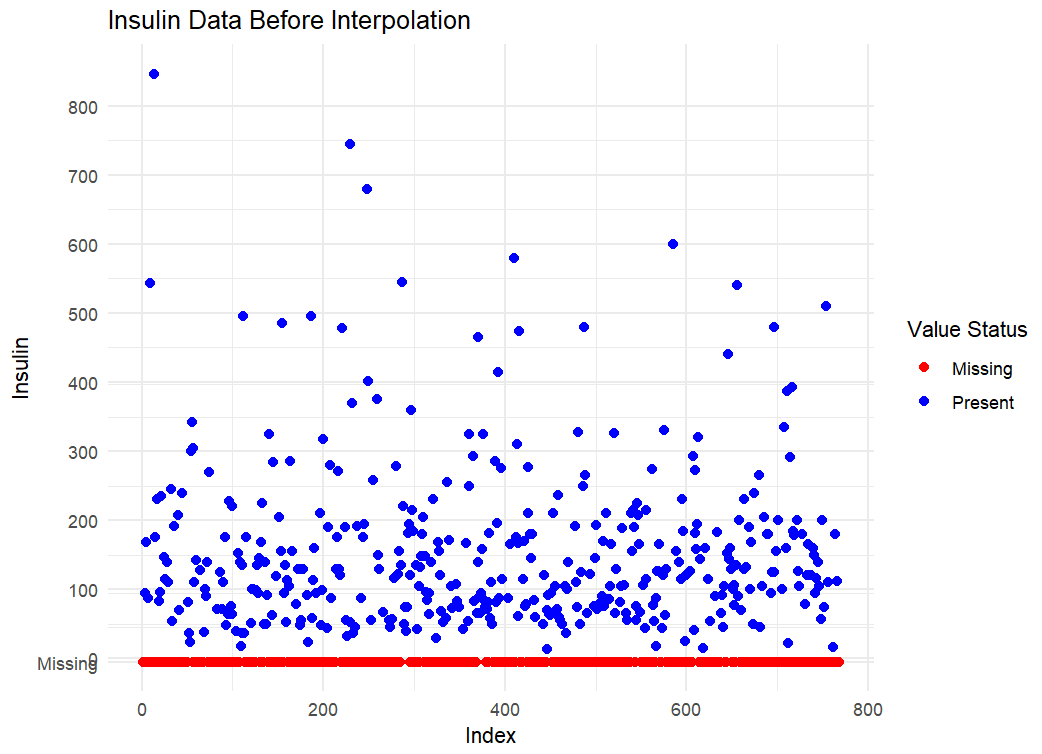 Insulin Data Before Interpolation
800
700
600
500
400
300
200
100
0
Missing
0
200
400
600
800
Index
Insulin
Value Status
Missing
Present